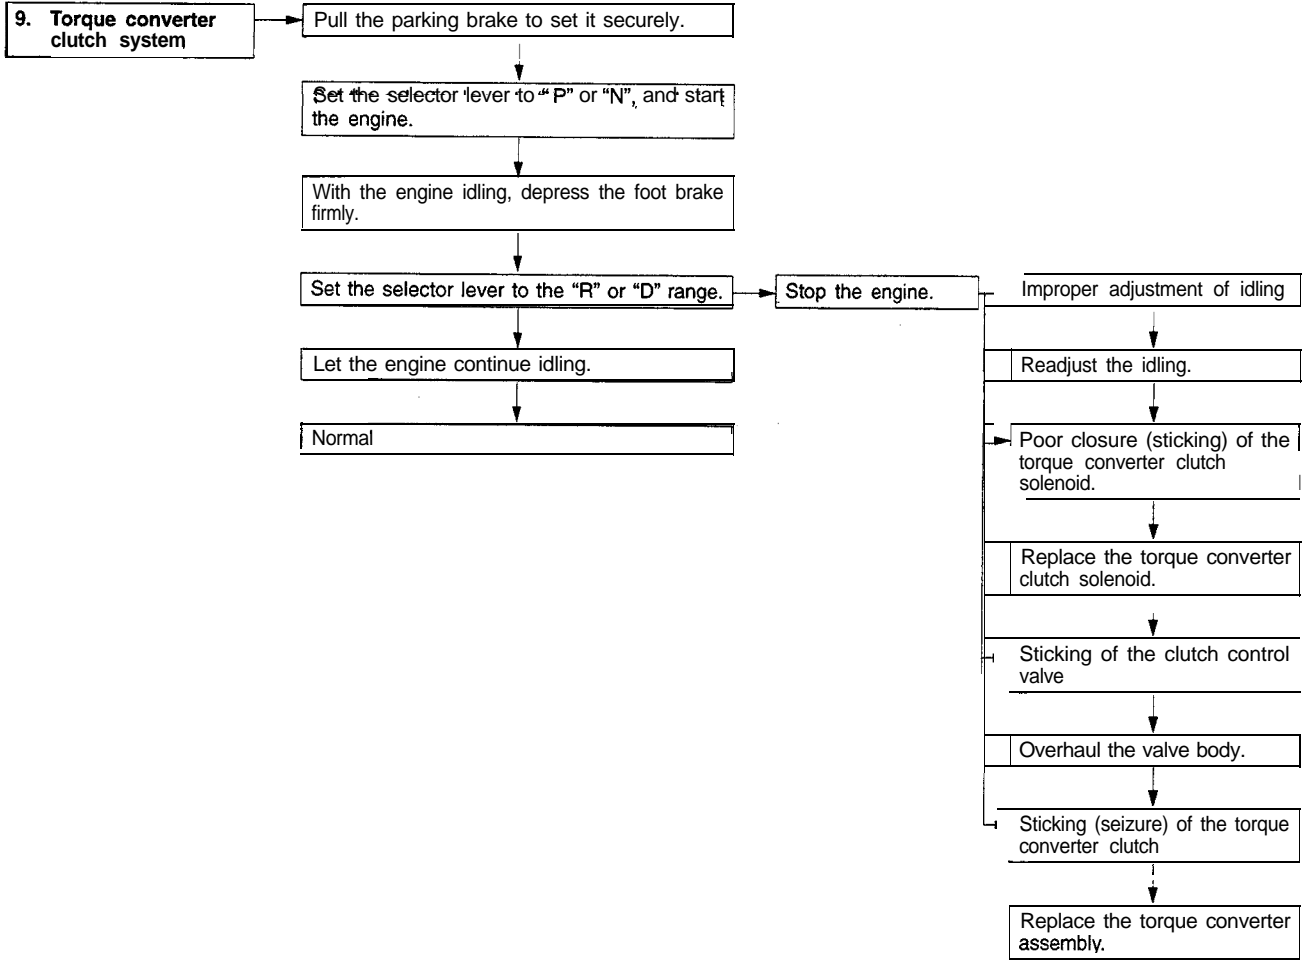 9. Torque converter
clutch system
Pull the parking brake to set it securely.
Set the selector lever to "P" or "N", and start
the engine.
With the engine idling, depress the foot brake
firmly.
Set the selector lever to the "R" or "D" range.
Let the engine continue idling.
Normal
Stop the engine.
Improper adjustment of idling
Readjust the idling.
Poor closure (sticking) of the
torque converter clutch
solenoid.
Replace the torque converter
clutch solenoid.
Sticking of the clutch control
valve
Overhaul the valve body.
Sticking (seizure) of the torque
converter clutch
Replace the torque converter
assembly.